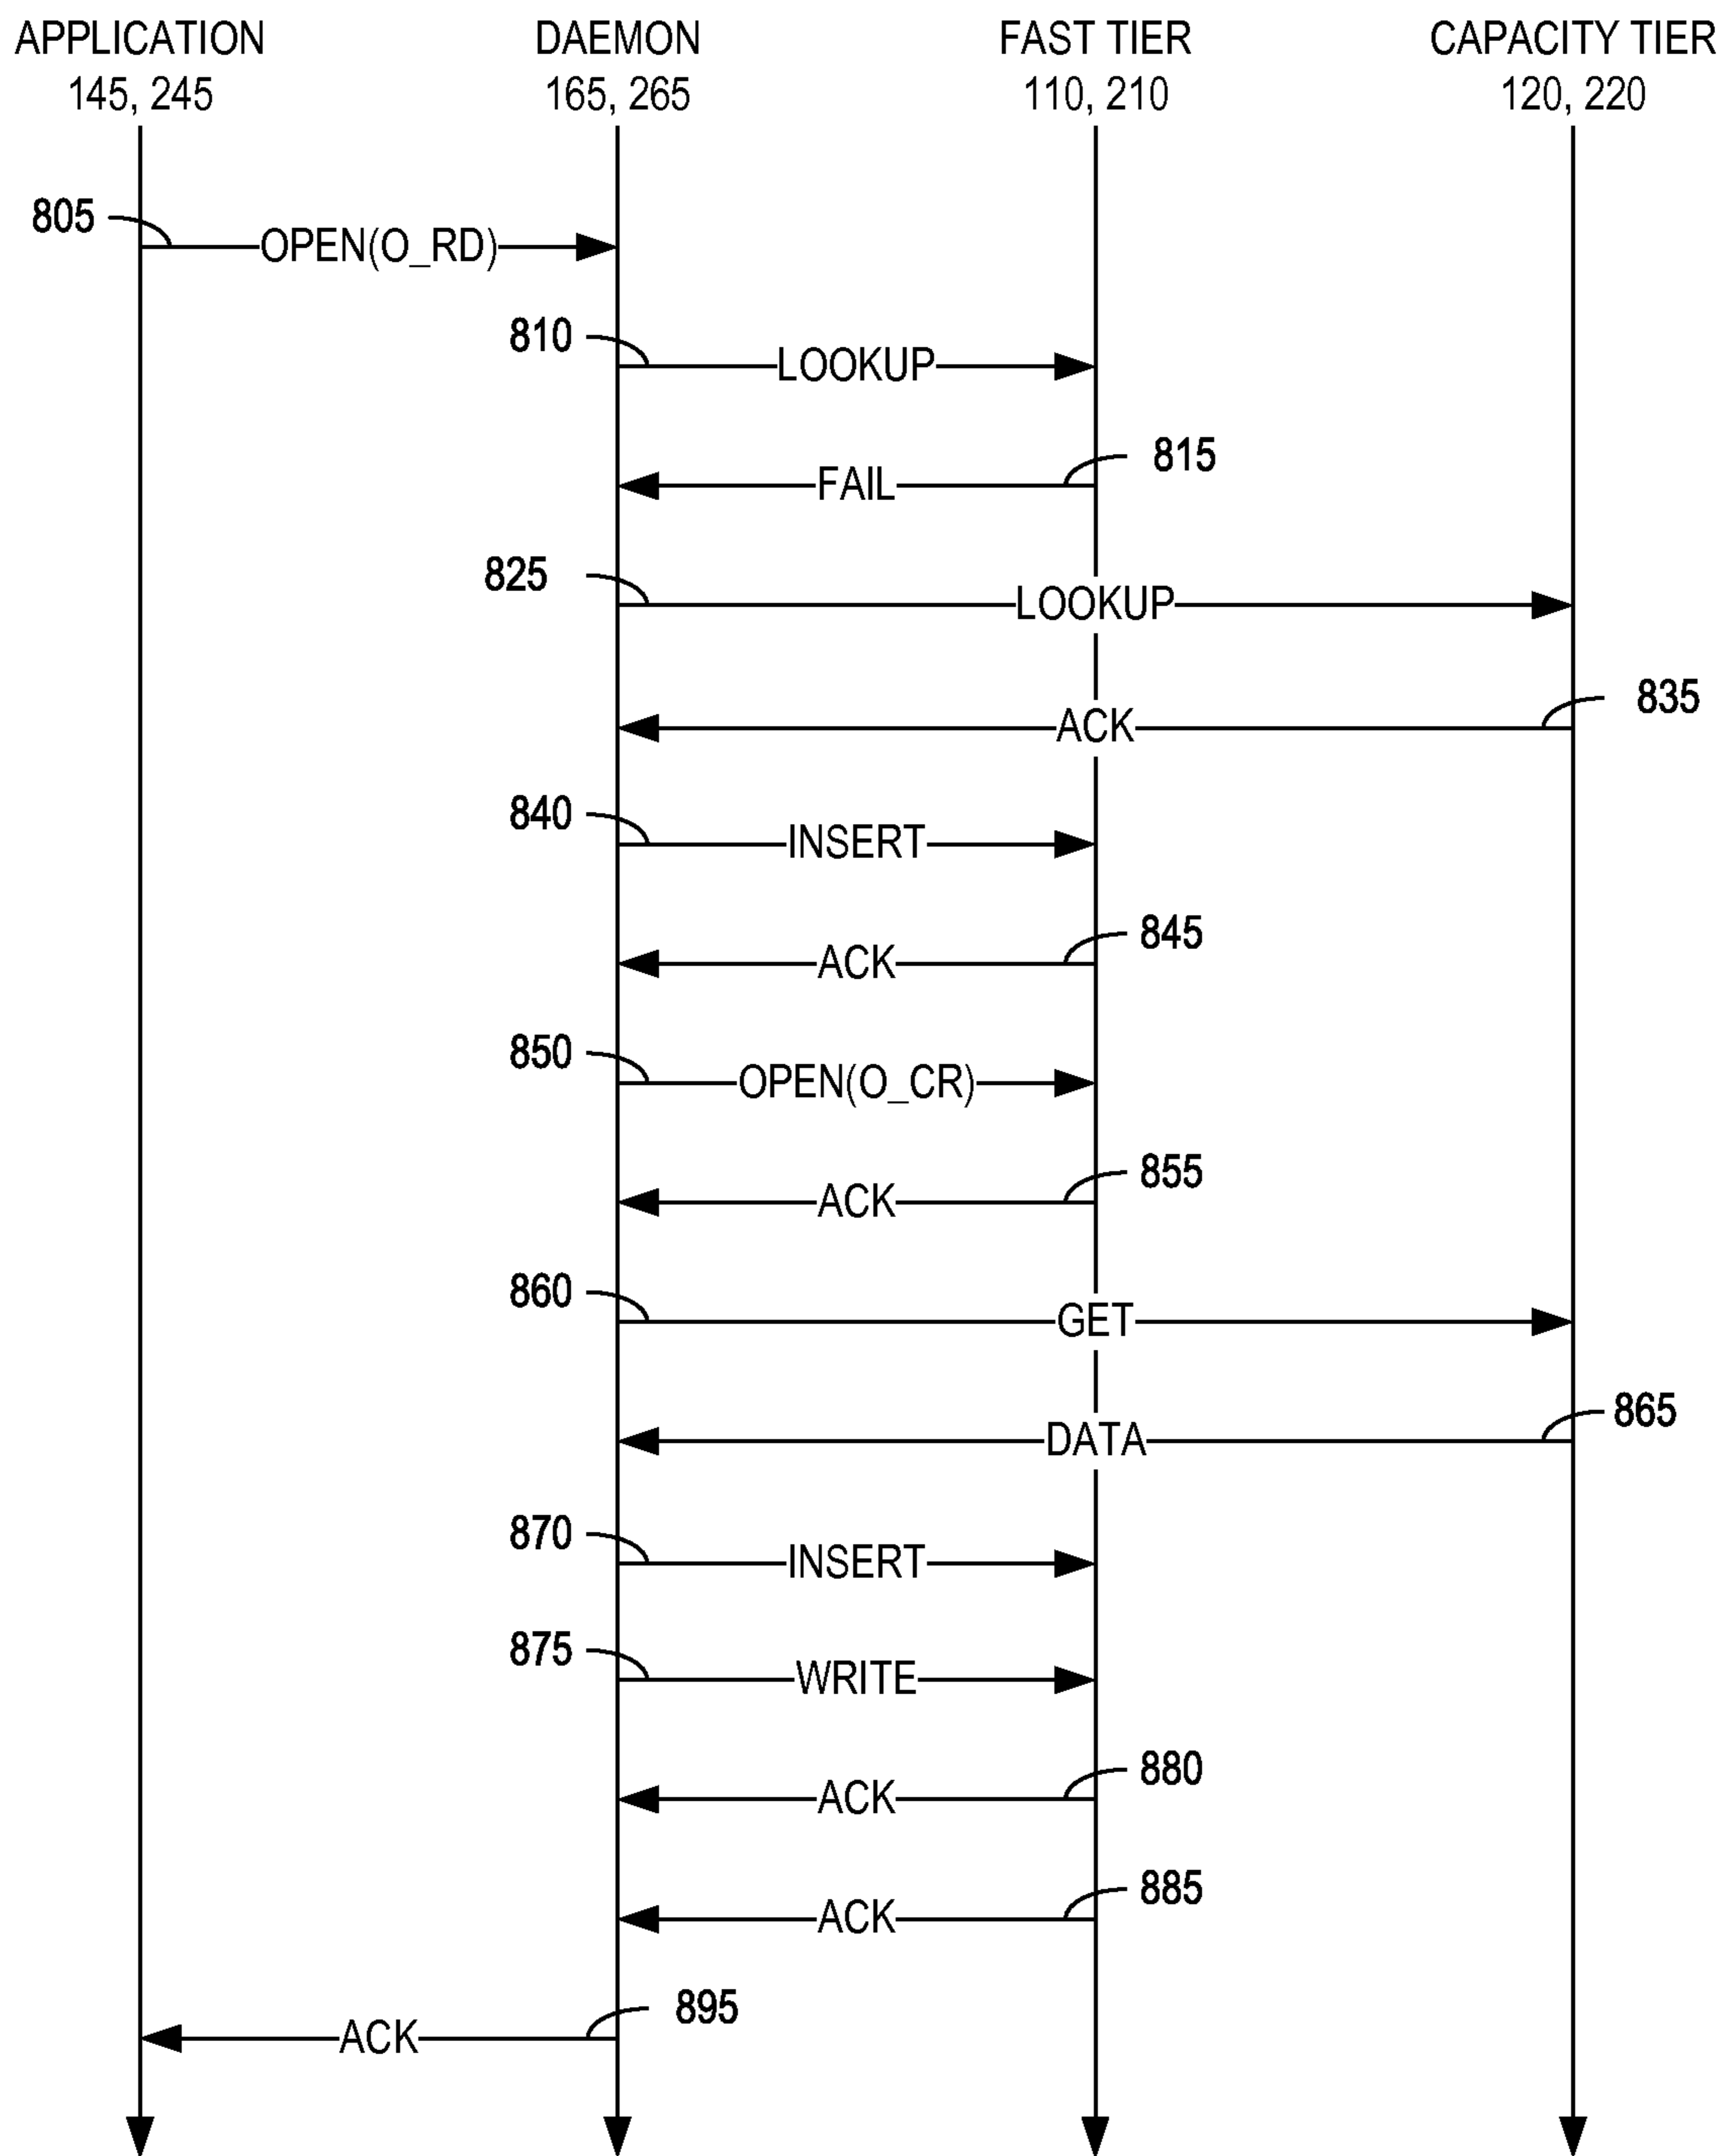 APPLICATION
145, 245
DAEMON
165, 265
FAST TIER
110, 210
CAPACITY TIER
120, 220
805
OPEN(O_RD)
810
LOOKUP
815
FAIL
825
LOOKUP
835
ACK
840
INSERT
845
ACK
850
OPEN(O_CR)
855
ACK
860
GET
865
DATA
870
INSERT
875
WRITE
880
ACK
885
ACK
895
ACK